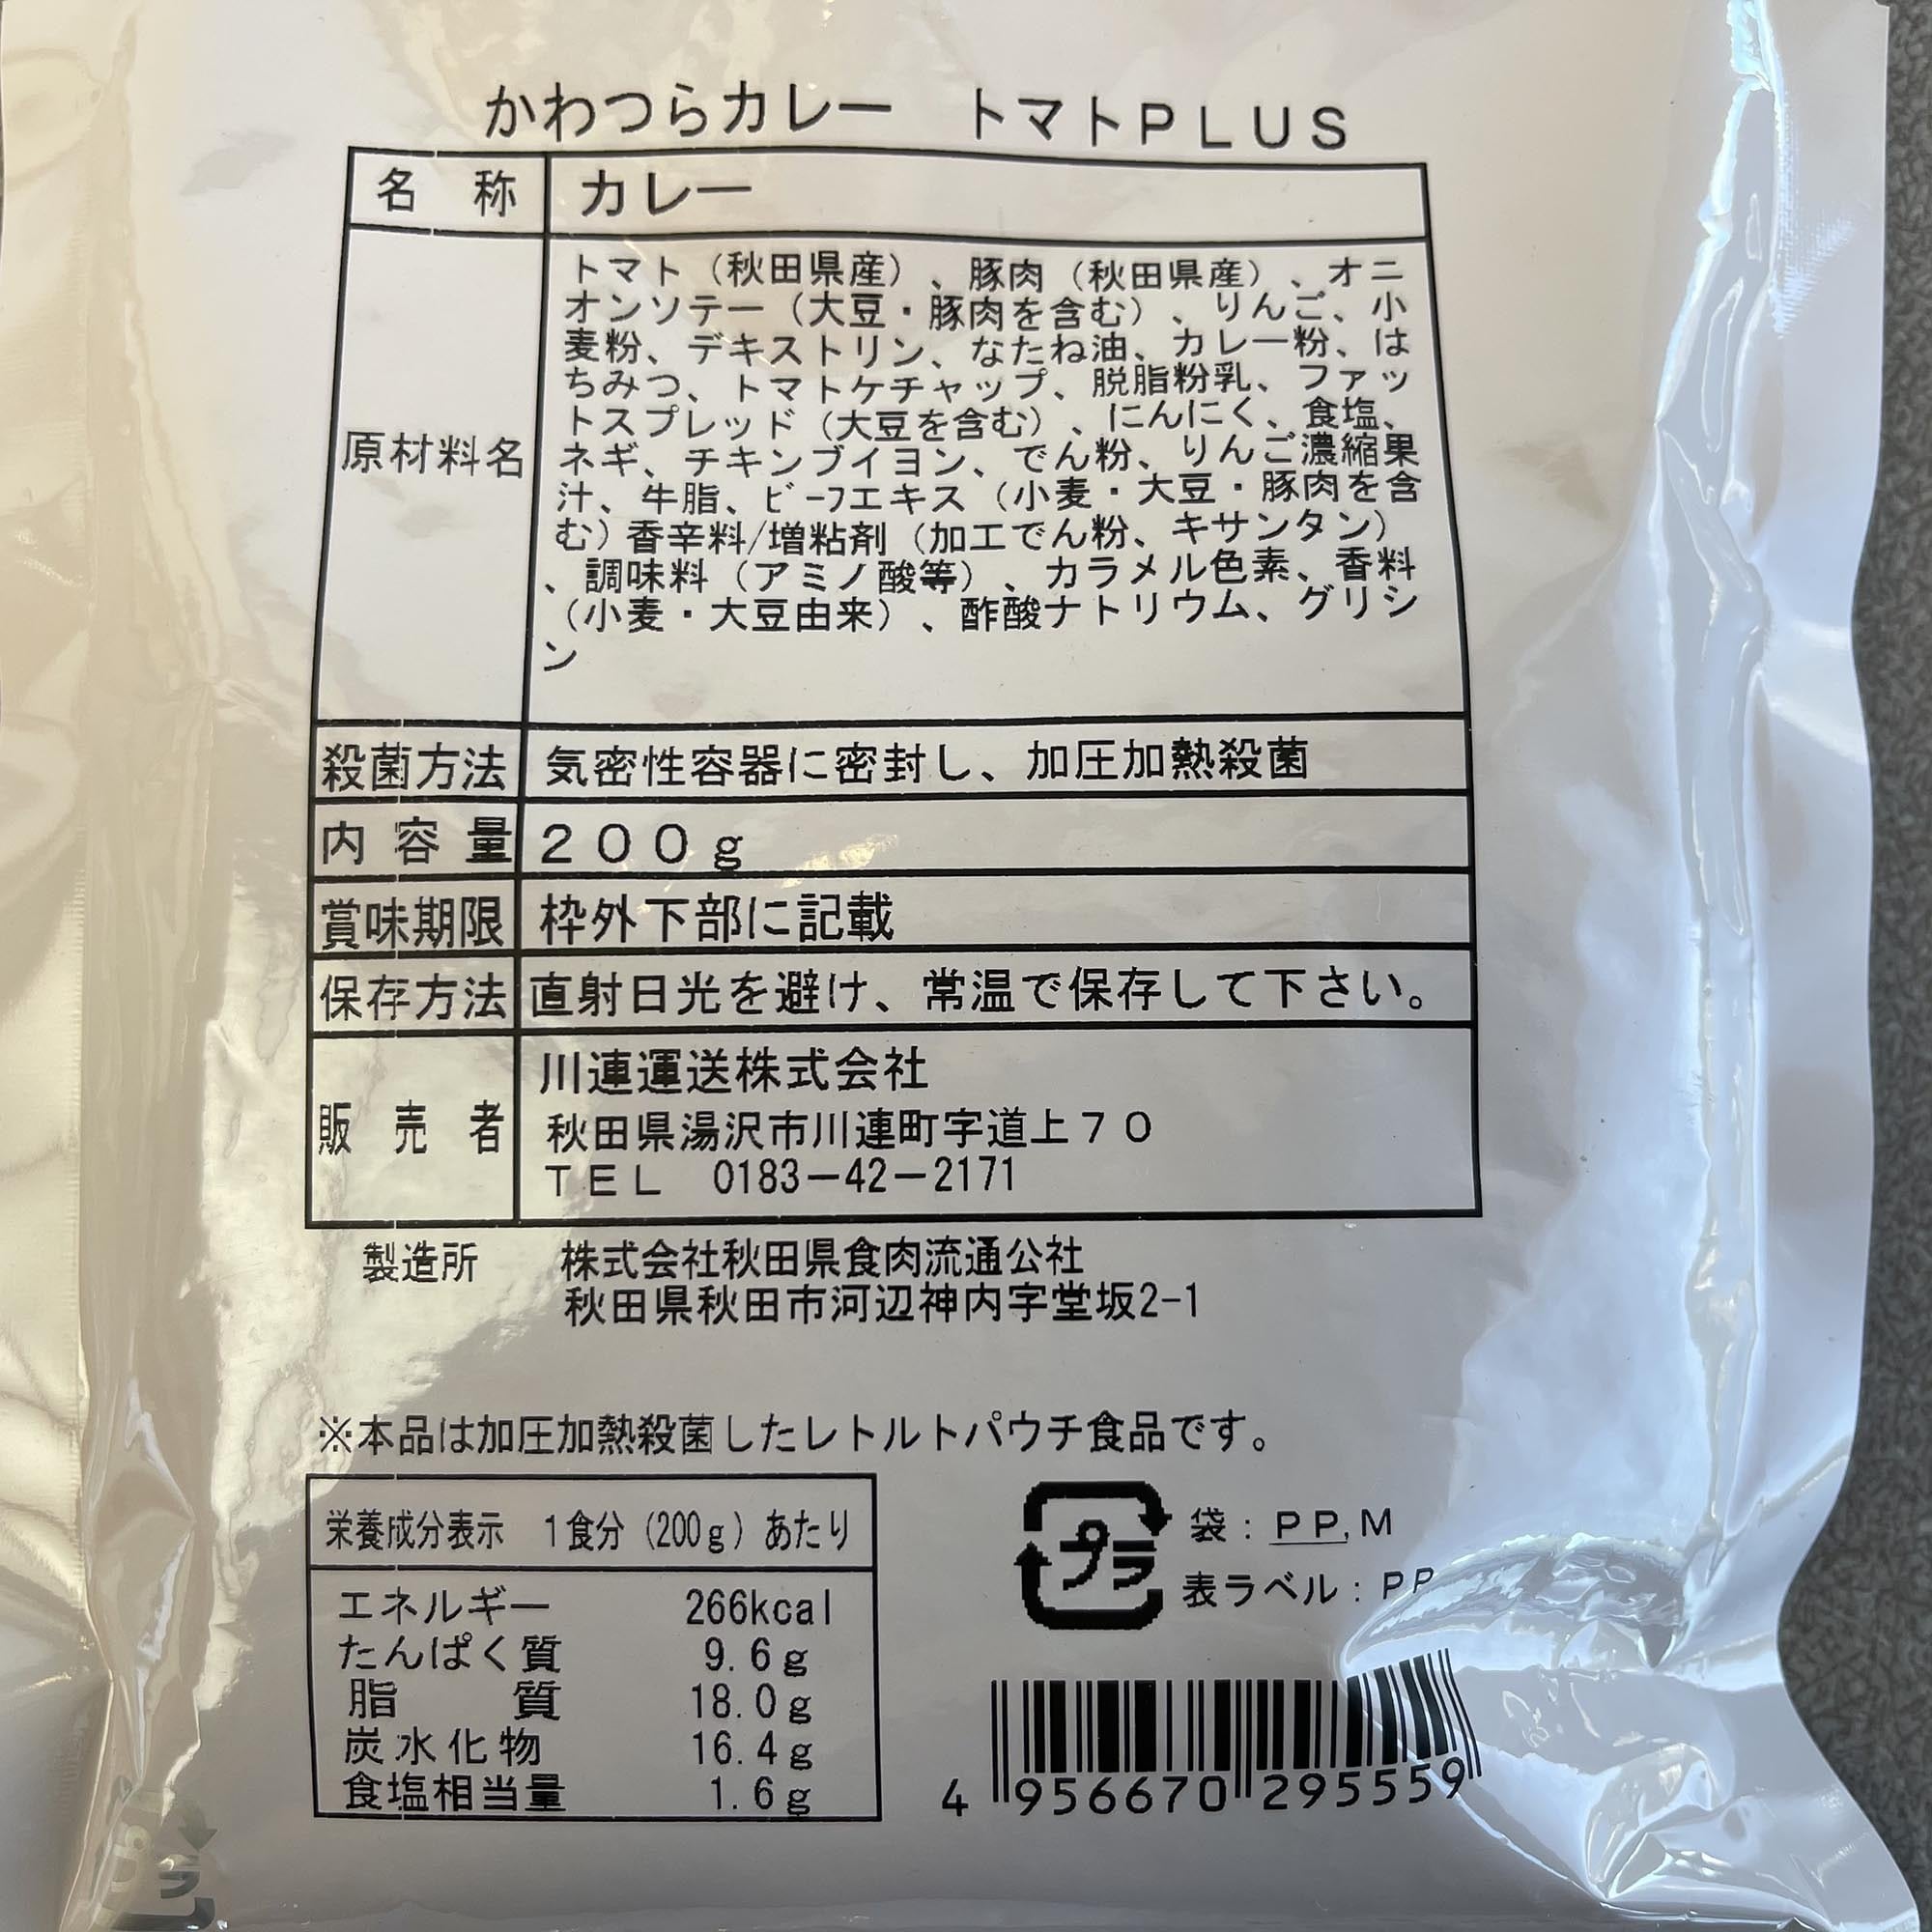 かわつらカレー　トマトＰＬＵＳ
名　称　カレー
原材料名
トマト（秋田県産）、豚肉（秋田県産）、オニ
オンソテー（大豆・豚肉を含む）、りんご、小
麦粉、デキストリン、なたね油、カレー粉、は
ちみつ、トマトケチャップ、脱脂粉乳、ファッ
トスプレッド（大豆を含む）、にんにく、食塩、
ネギ、チキンブイヨン、でん粉、りんご濃縮果
汁、牛脂、ﾋﾞｰﾌエキス（小麦・大豆・豚肉を含
む）香辛料/増粘剤（加工でん粉、キサンタン）
、調味料（アミノ酸等）、カラメル色素、香料
（小麦・大豆由来）、酢酸ナトリウム、グリシ
ン
殺菌方法　気密性容器に密封し、加圧加熱殺菌
内容量　２００ｇ
賞味期限　枠外下部に記載
保存方法　直射日光を避け、常温で保存して下さい。
販売者
川連運送株式会社
秋田県湯沢市川連町字道上７０
ＴＥＬ　0183－42－2171
製造所　株式会社秋田県食肉流通公社
秋田県秋田市河辺神内字堂坂2-1
※本品は加圧加熱殺菌したレトルトパウチ食品です。
栄養成分表示　1食分（200ｇ）あたり
エネルギー　266kcal
たんぱく質　9.6ｇ
脂質　18.0ｇ
炭水化物　16.4ｇ
食塩相当量　1.6ｇ
プラ
袋：ＰＰ,Ｍ
表ラベル：ＰＰ
4 956670 295559
プラ